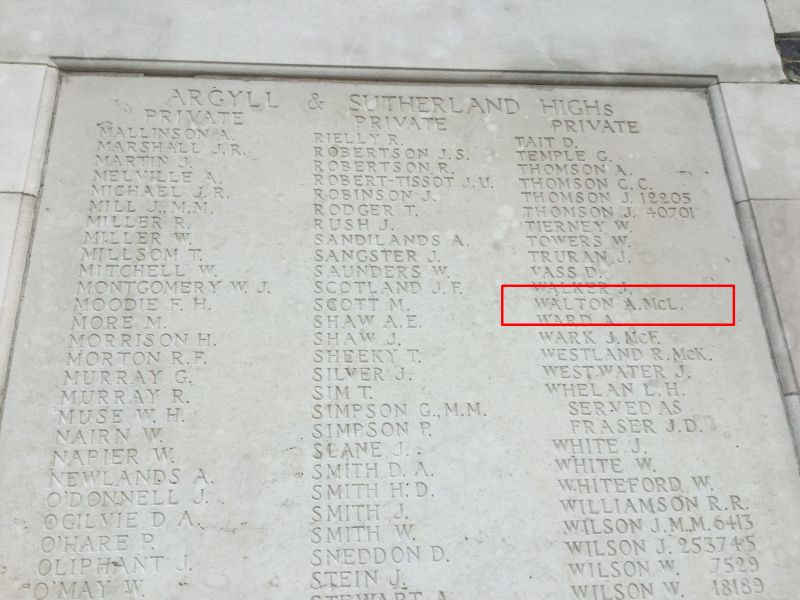 ARGYLL & SUTHERLAND HIGHS
PRIVATE
MALLINSON A.
MARSHALL J.R.
MARTIN J.
MELVILLE A.
MICHAEL J.R.
MILL J., M.M.
MILLER R.
MILLER W.
MILLSOM T.
MITCHELL W.
MONTGOMERY W. J.
MOODIE F. H.
MORE M.
MORRISON H.
MORTON R.F.
MURRAY G.
MURRAY R.
MUSE W. H.
NAIRN W.
NAPIER W.
NEWLANDS A.
O'DONNELL J.
OGILVIE D A.
O'HARE P.
OLIPHANT J.
O'MAY W.
PRIVATE
RIELLY R.
ROBERTSON J.S.
ROBERTSON R.
ROBERT-TISSOT J.U.
ROBINSON J.
RODGER T.
RUSH J.
SANDILANDS A.
SANGSTER J.
SAUNDERS W.
SCOTLAND J.F.
SCOTT M.
SHAW A.E.
SHAW J.
SHEEKY T.
SILVER J.
SIM T.
SIMPSON G., M.M.
SIMPSON P.
SLANE J.
SMITH D. A.
SMITH H. D.
SMITH J.
SMITH W.
SNEDDON D.
STEIN J.
STEWART A.
PRIVATE
TAIT D.
TEMPLE G.
THOMSON A.
THOMSON C. C.
THOMSON J. 12205
THOMSON J. 40701
TIERNEY W.
TOWERS W.
TRURAN J.
VASS D.
WALKER J.
WALTON A. McL.
WARD A.
WARK J. McF.
WESTLAND R. McK.
WESTWATER J.
WHELAN L. H.
SERVED AS
FRASER J.D.
WHITE J.
WHITE W.
WHITEFORD W.
WILLIAMSON R.R.
WILSON J.M.M. 6413
WILSON J. 253745
WILSON W. 7529
WILSON W. 18189